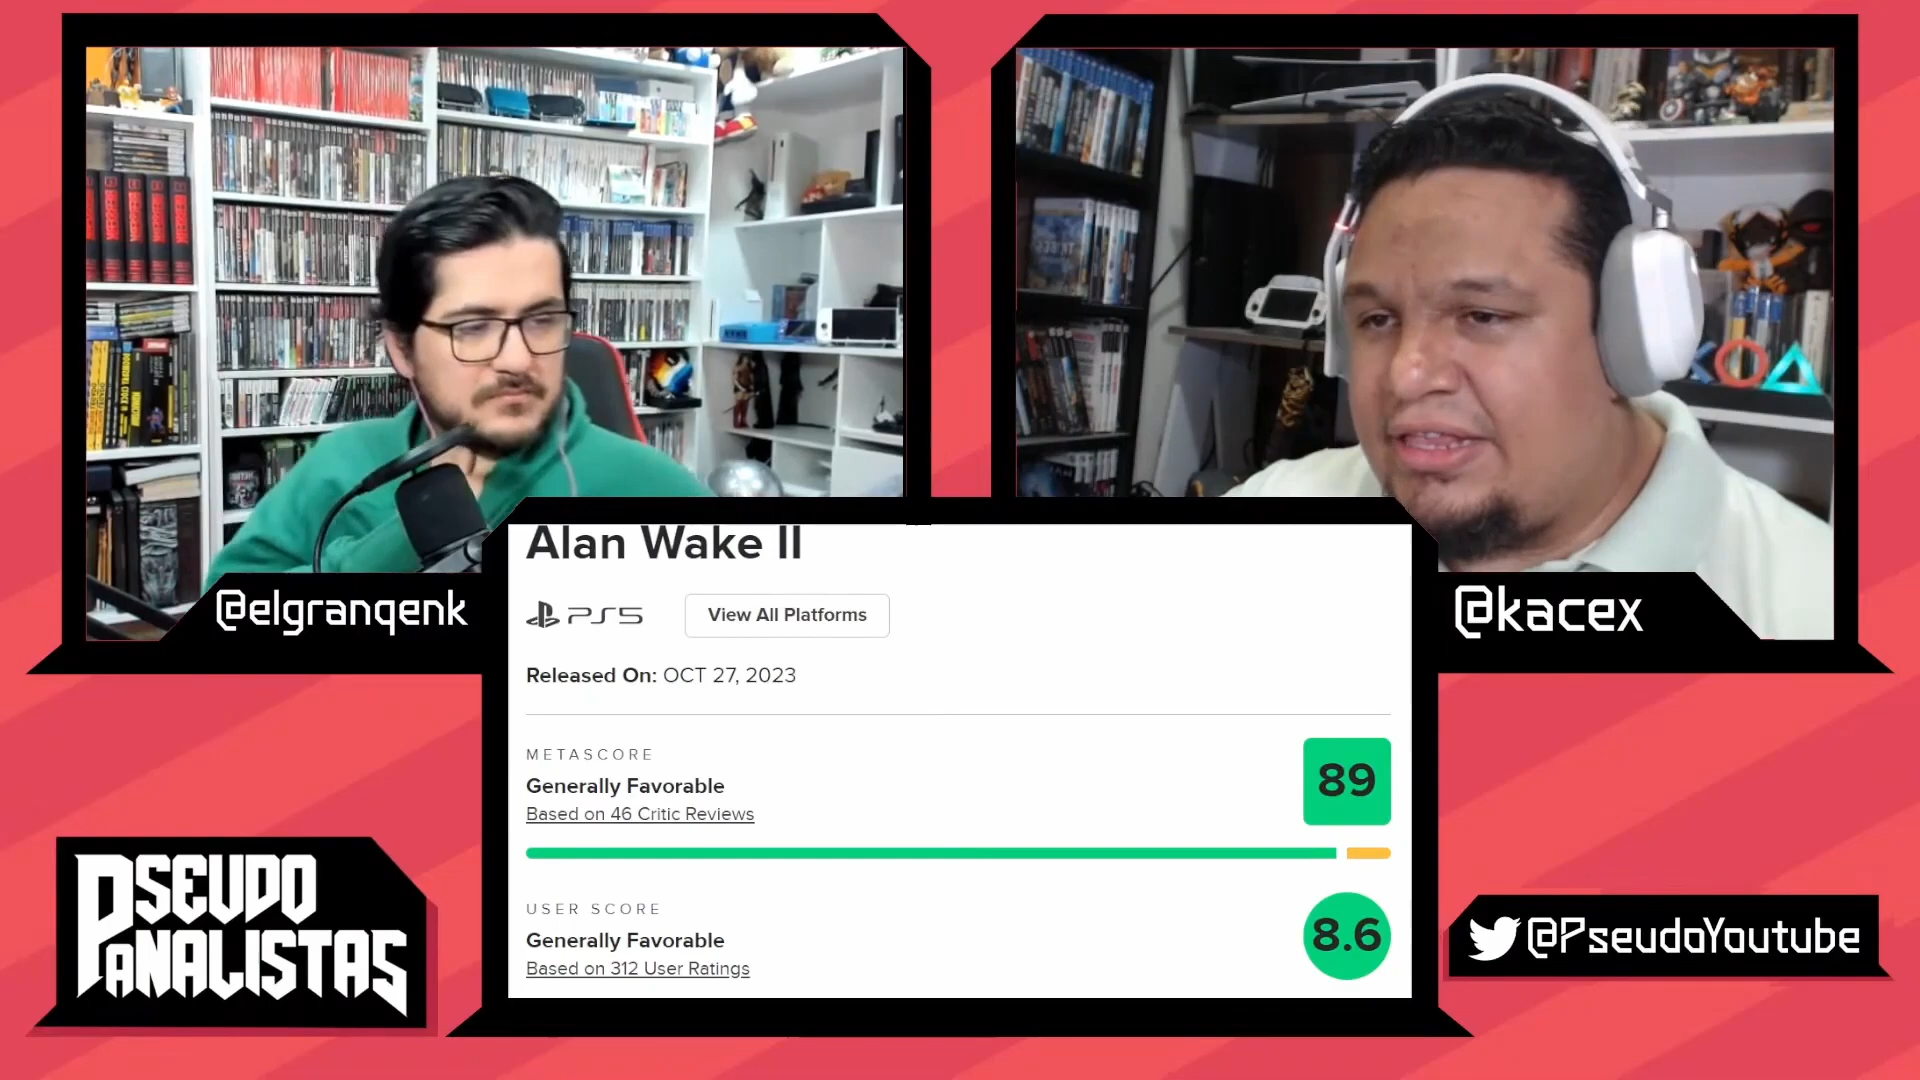 @elgranqenk
@kacex
Alan Wake II
PS5
View All Platforms
Released On: OCT 27, 2023
METASCORE
Generally Favorable
Based on 46 Critic Reviews
89
USER SCORE
Generally Favorable
Based on 312 User Ratings
8.6
PSEUDO
ANALISTAS
@PseudoYoutube